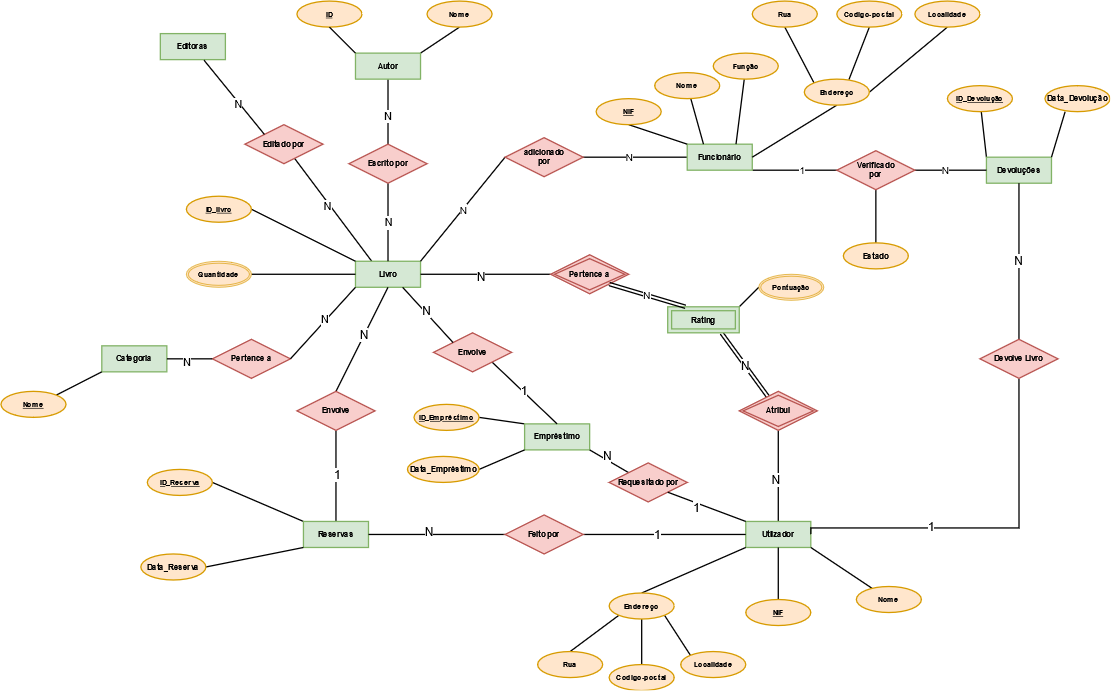 ID
Nome
Rua
Codigo-postal
Localidade
Editoras
Autor
Função
Nome
Endereço
NIF
ID_Devolução
Data_Devolução
N
N
Editado por
Escrito por
adicionado
por
N
Funcionário
1
Verificado
por
N
Devoluções
ID_livro
N
N
N
Estado
Quantidade
Livro
N
Pertence a
N
Pontuação
N
Rating
N
N
N
Categoria
N
Pertence a
Envolve
N
Devolve Livro
Nome
Envolve
1
Atribui
ID_Empréstimo
Empréstimo
Data_Empréstimo
N
Requesitado por
N
1
1
ID_Reserva
Reservas
N
Feito por
1
Utilzador
1
Data_Reserva
Endereço
NIF
Nome
Rua
Codigo-postal
Localidade